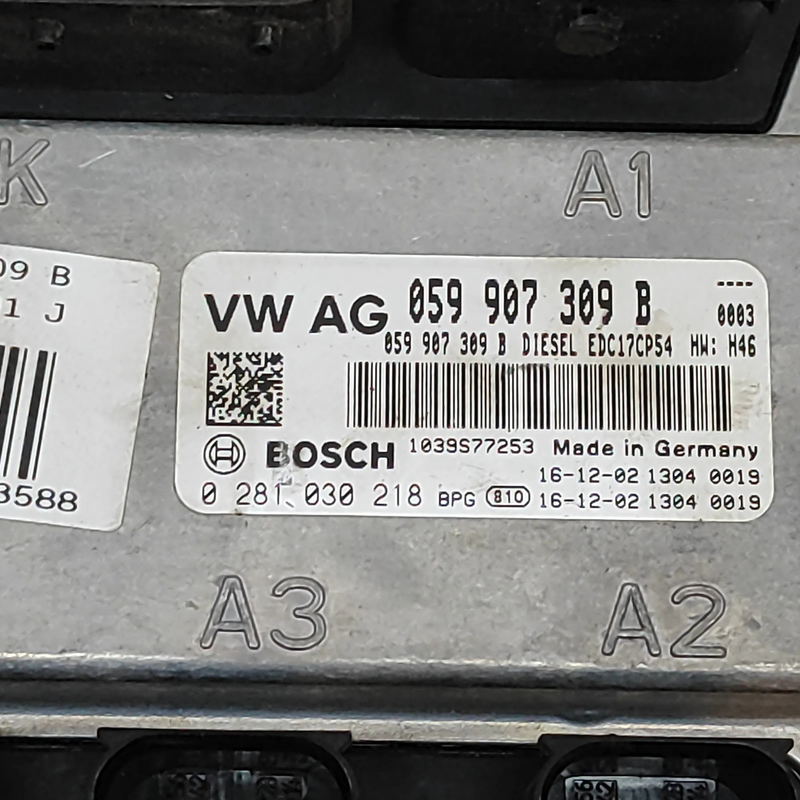 K
A1
09 B
1 J
3588
VW AG 059 907 309 B ----
0003
059 907 309 B DIESEL EDC17CP54 HW: H46
BOSCH 1039S77253 Made in Germany
16-12-02 1304 0019
0 281 030 218 BPG 810 16-12-02 1304 0019
A3
A2